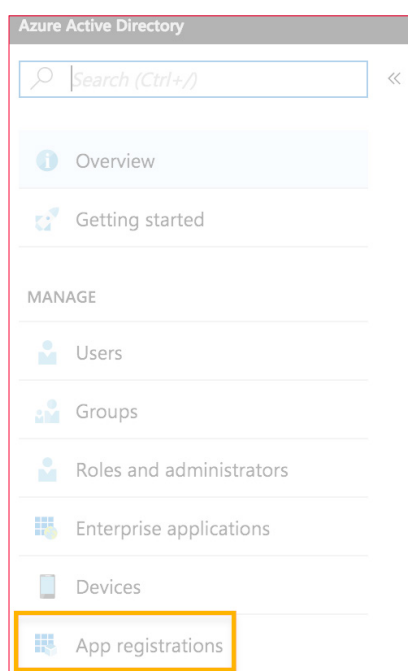 Azure Active Directory
Search (Ctrl+/)
«
Overview
Getting started
MANAGE
Users
Groups
Roles and administrators
Enterprise applications
Devices
App registrations